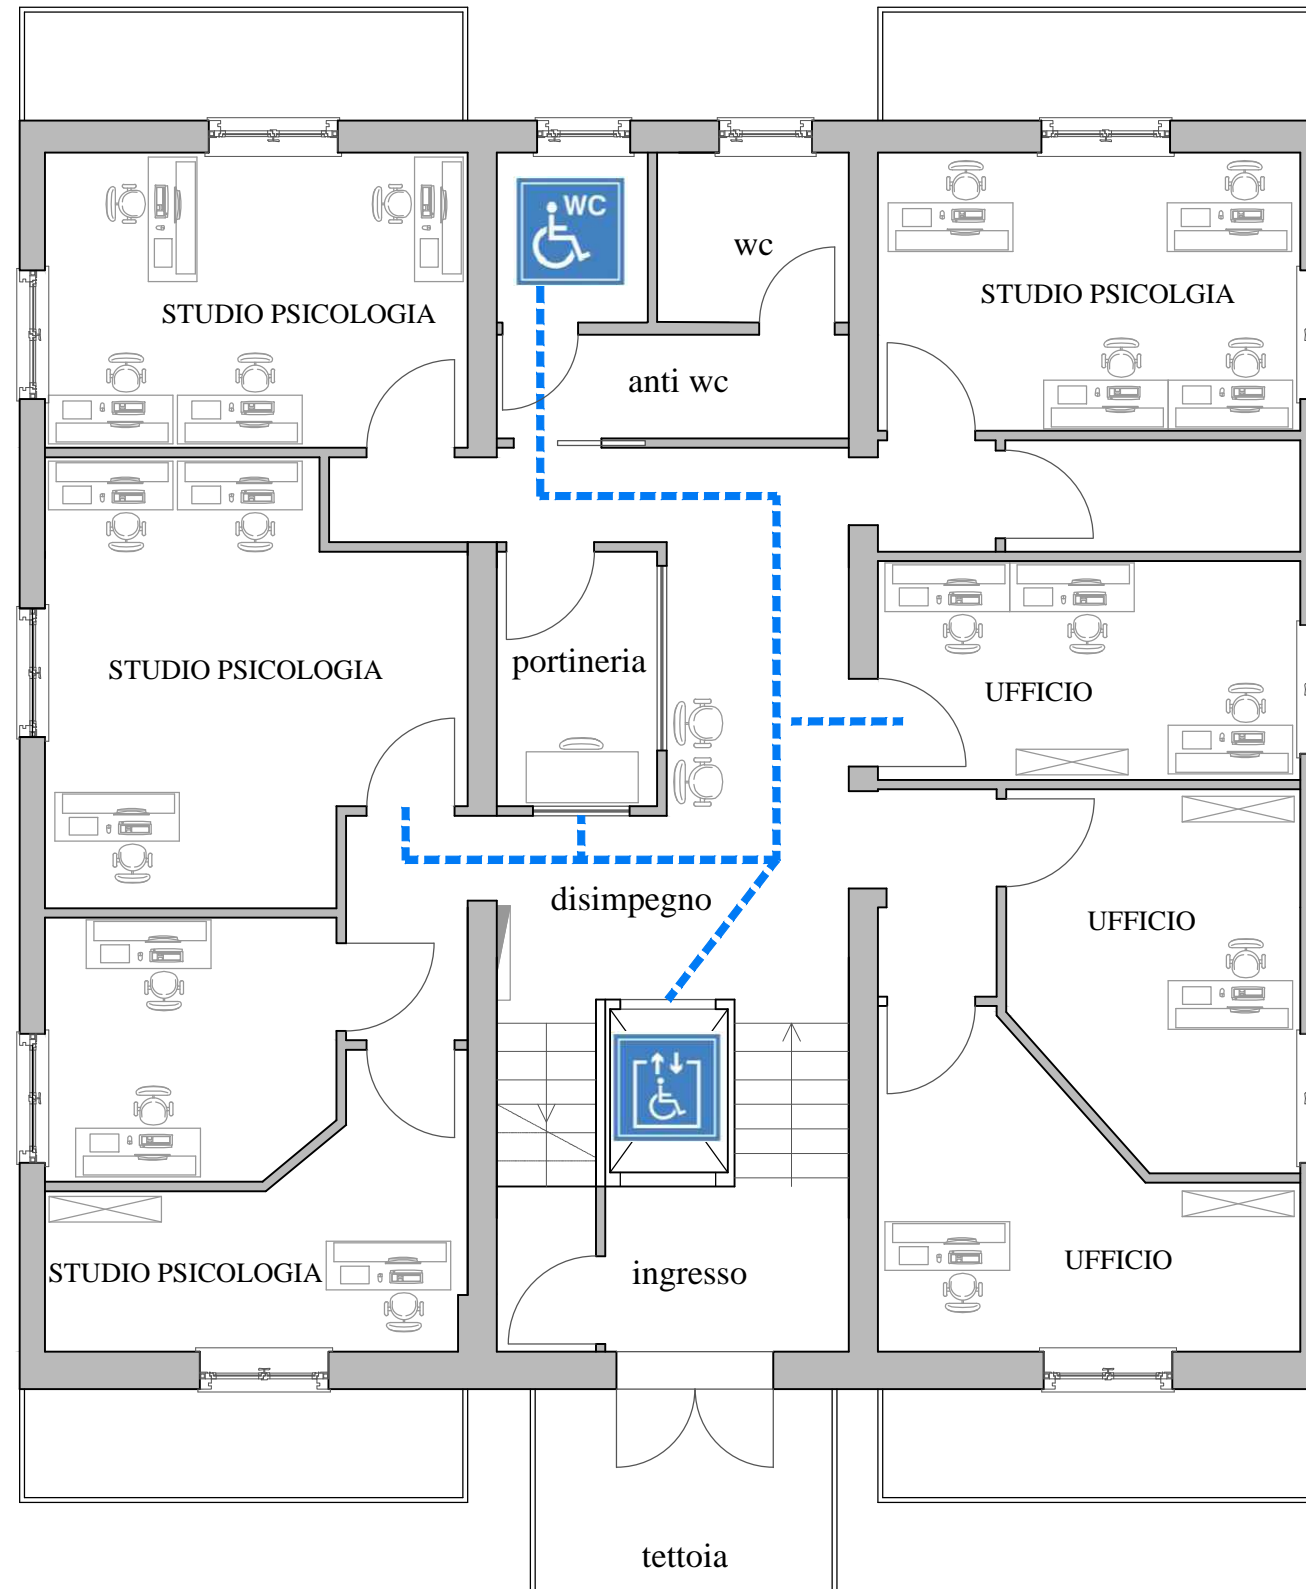 WC
wc
STUDIO PSICOLOGIA
STUDIO PSICOLGIA
anti wc
STUDIO PSICOLOGIA
portineria
UFFICIO
disimpegno
UFFICIO
STUDIO PSICOLOGIA
ingresso
UFFICIO
tettoia